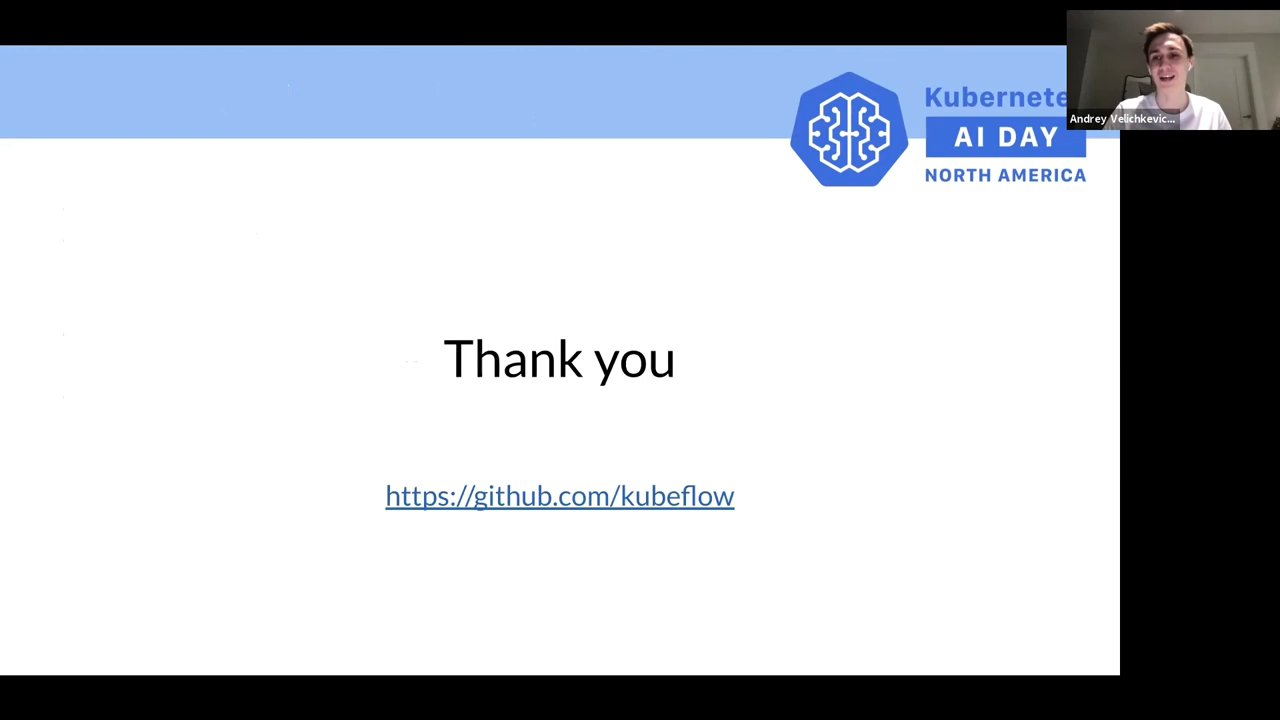 Kubernete
AI DAY
NORTH AMERICA
Andrey Velichkevic...
Thank you
https://github.com/kubeflow